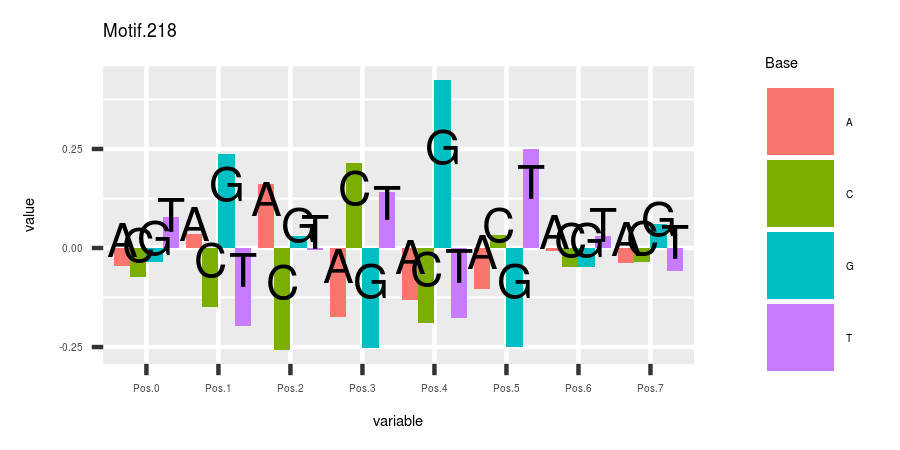 Motif.218
value
0.25
0.00
-0.25
A C G T A C G T A C G T A C G T A C G T A C G T A C G T A C G T
Pos.0 Pos.1 Pos.2 Pos.3 Pos.4 Pos.5 Pos.6 Pos.7
variable
Base
A
C
G
T